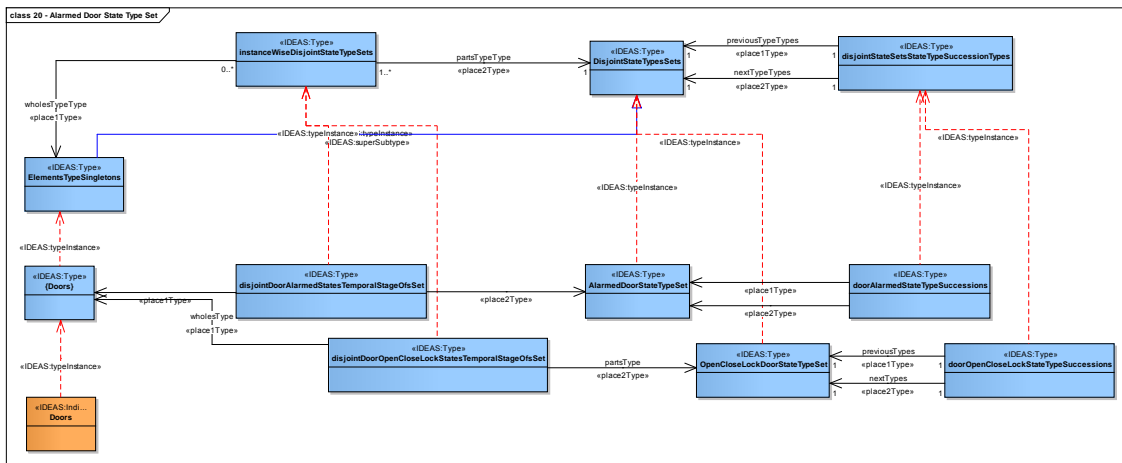 class 20 - Alarmed Door State Type Set
«IDEAS:Type»
instanceWiseDisjointStateTypeSets
«IDEAS:Type»
DisjointStateTypesSets
«IDEAS:Type»
disjointStateSetsStateTypeSuccessionTypes
0..*
1..*
partsTypeType
«place2Type»
1
previousTypeTypes
«place1Type»
1
1
nextTypeTypes
«place2Type»
1
1
wholesTypeType
«place1Type»
«IDEAS:typeInstance»
:typeInstance»
«IDEAS:superSubtype»
«IDEAS:typeInstance»
«IDEAS:Type»
ElementsTypeSingletons
«IDEAS:typeInstance»
«IDEAS:typeInstance»
«IDEAS:typeInstance»
«IDEAS:Type»
{Doors}
«IDEAS:Type»
disjointDoorAlarmedStatesTemporalStageOfsSet
«IDEAS:Type»
AlarmedDoorStateTypeSet
«IDEAS:Type»
doorAlarmedStateTypeSuccessions
«place1Type»
«place2Type»
«place1Type»
«place2Type»
wholesType
«place1Type»
«IDEAS:Type»
disjointDoorOpenCloseLockStatesTemporalStageOfsSet
partsType
«place2Type»
«IDEAS:Type»
OpenCloseLockDoorStateTypeSet
previousTypes
«place1Type»
1
1
nextTypes
«place2Type»
1
1
«IDEAS:Type»
doorOpenCloseLockStateTypeSuccessions
«IDEAS:typeInstance»
«IDEAS:Indi...
Doors